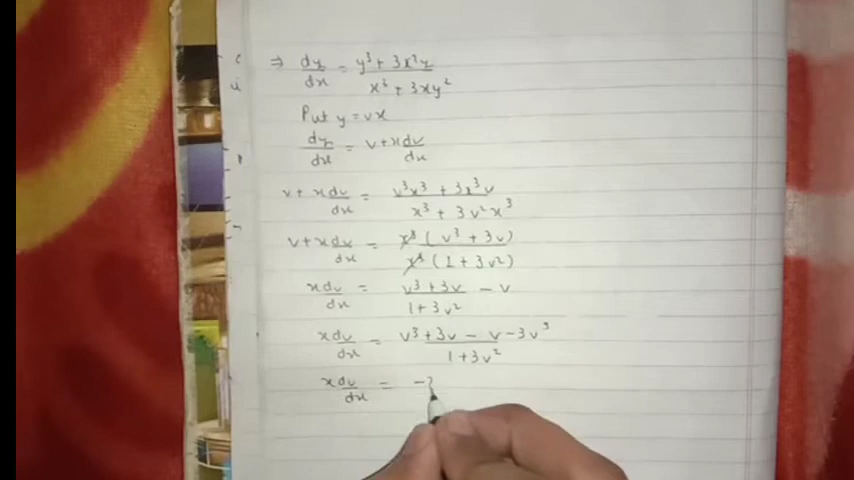 ⇒ dy/dx = y³ + 3x²y / x³ + 3xy²
Put y = vx
dy/dx = v + x dv/dx
v + x dv/dx = v³x³ + 3x³v / x³ + 3v²x³
v + x dv/dx = x³(v³ + 3v) / x³(1 + 3v²)
x dv/dx = v³ + 3v / 1 + 3v² - v
x dv/dx = v³ + 3v - v - 3v³ / 1 + 3v²
x dv/dx = -2